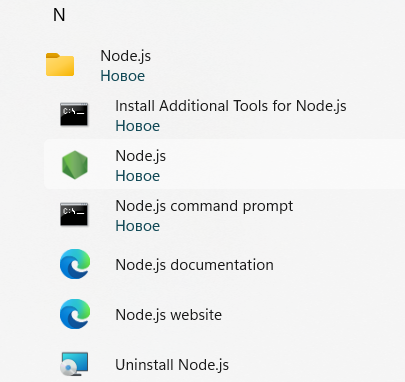 N
Node.js
Новое
Install Additional Tools for Node.js
Новое
Node.js
Новое
Node.js command prompt
Новое
Node.js documentation
Node.js website
Uninstall Node.js